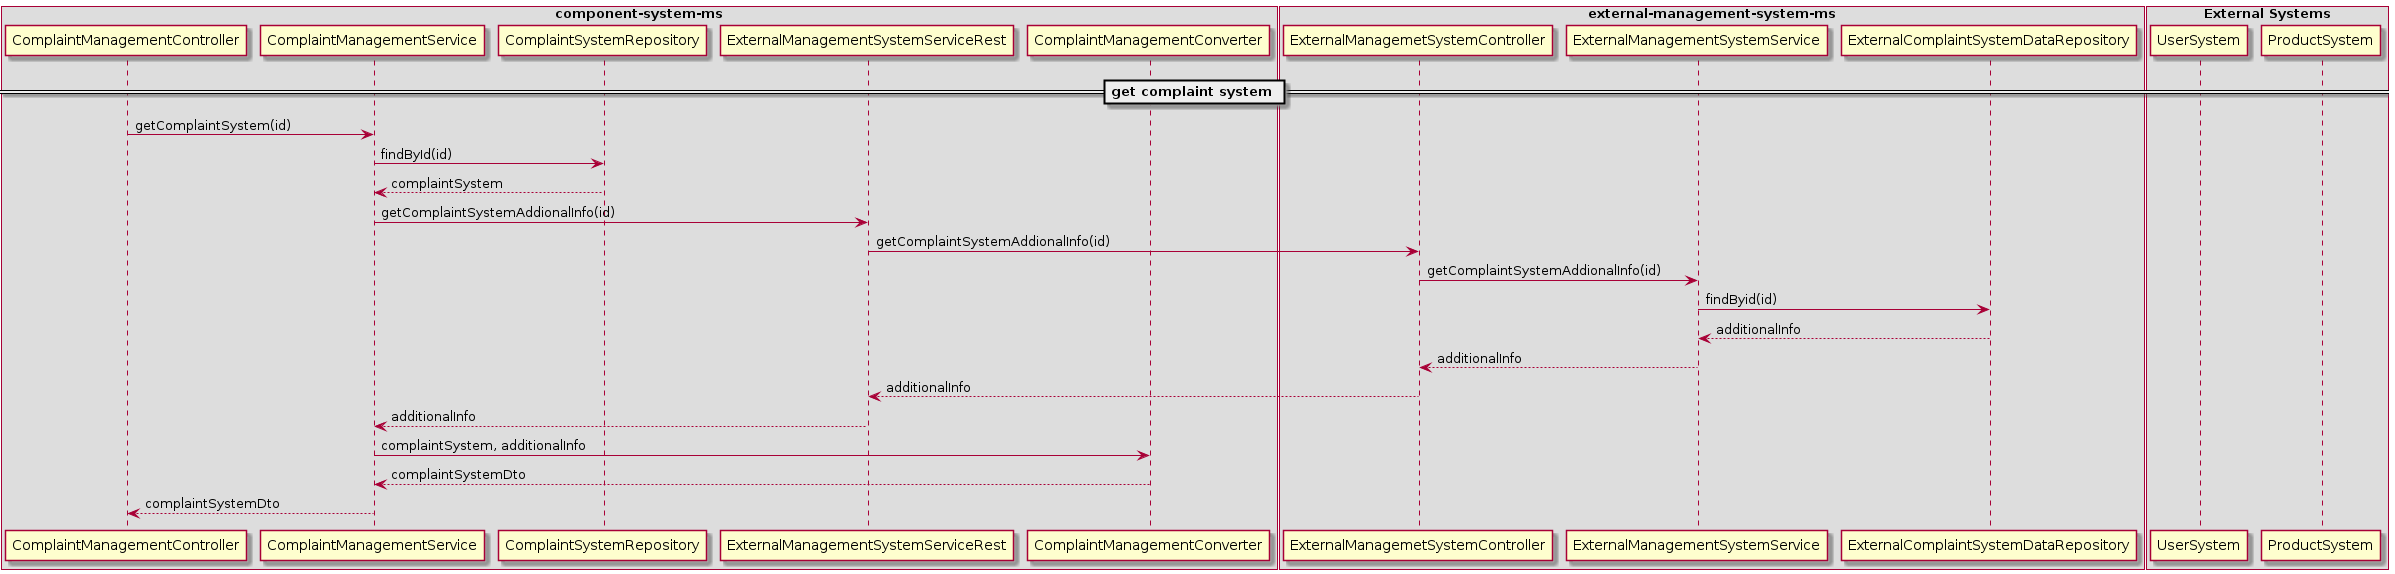 component-system-ms
external-management-system-ms
External Systems
ComplaintManagementController
ComplaintManagementService
ComplaintSystemRepository
ExternalManagementSystemServiceRest
ComplaintManagementConverter
ExternalManagemetSystemController
ExternalManagementSystemService
ExternalComplaintSystemDataRepository
UserSystem
ProductSystem
get complaint system
getComplaintSystem(id)
findById(id)
complaintSystem
getComplaintSystemAddionalInfo(id)
getComplaintSystemAddionalInfo(id)
getComplaintSystemAddionalInfo(id)
findByid(id)
additionalInfo
additionalInfo
additionalInfo
additionalInfo
complaintSystem, additionalInfo
complaintSystemDto
complaintSystemDto
ComplaintManagementController
ComplaintManagementService
ComplaintSystemRepository
ExternalManagementSystemServiceRest
ComplaintManagementConverter
ExternalManagemetSystemController
ExternalManagementSystemService
ExternalComplaintSystemDataRepository
UserSystem
ProductSystem